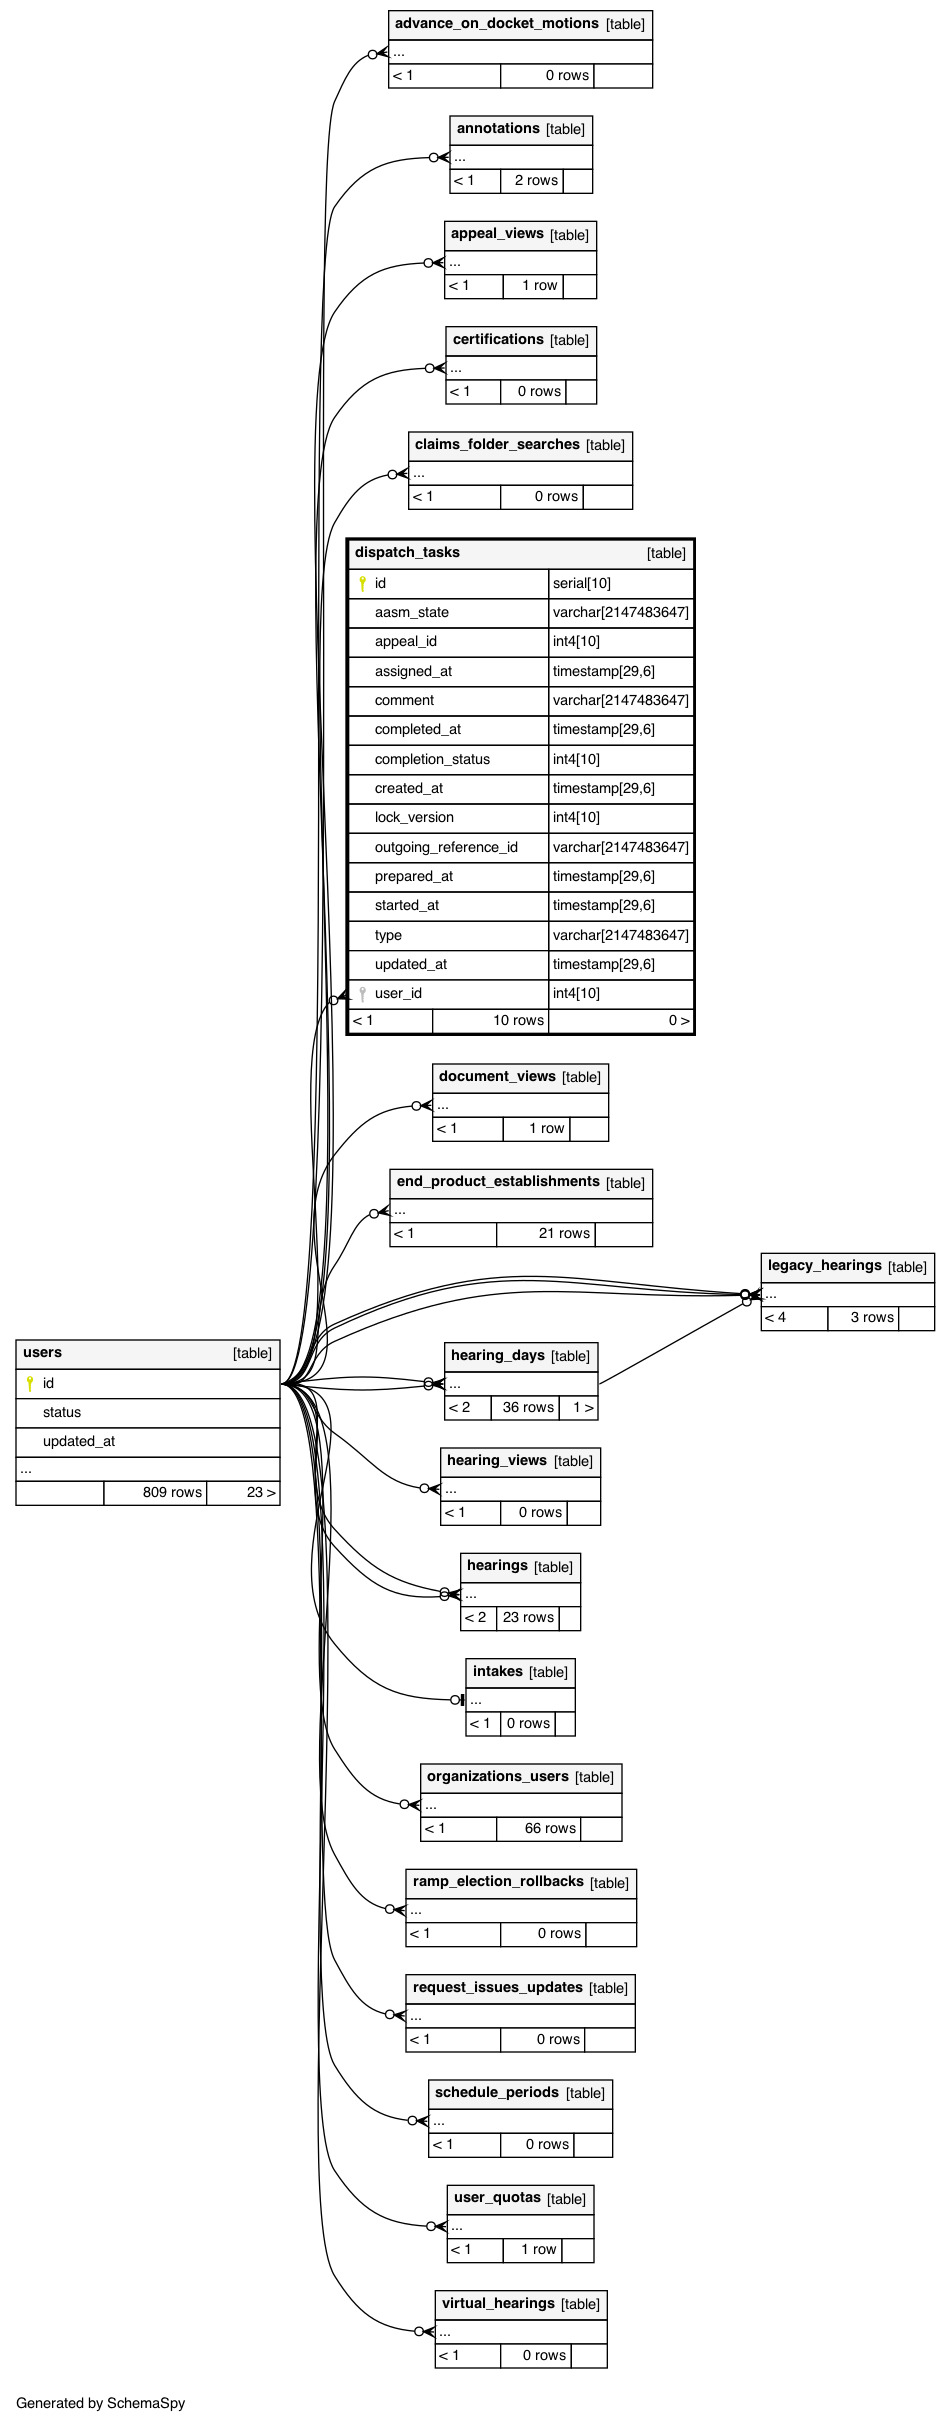 advance_on_docket_motions [table]
...
< 1 0 rows
annotations [table]
...
< 1 2 rows
appeal_views [table]
...
< 1 1 row
certifications [table]
...
< 1 0 rows
claims_folder_searches [table]
...
< 1 0 rows
dispatch_tasks [table]
id serial[10]
aasm_state varchar[2147483647]
appeal_id int4[10]
assigned_at timestamp[29,6]
comment varchar[2147483647]
completed_at timestamp[29,6]
completion_status int4[10]
created_at timestamp[29,6]
lock_version int4[10]
outgoing_reference_id varchar[2147483647]
prepared_at timestamp[29,6]
started_at timestamp[29,6]
type varchar[2147483647]
updated_at timestamp[29,6]
user_id int4[10]
< 1 10 rows 0 >
document_views [table]
...
< 1 1 row
end_product_establishments [table]
...
< 1 21 rows
legacy_hearings [table]
...
< 4 3 rows
users [table]
id
status
updated_at
...
809 rows 23 >
hearing_days [table]
...
< 2 36 rows 1 >
hearing_views [table]
...
< 1 0 rows
hearings [table]
...
< 2 23 rows
intakes [table]
...
< 1 0 rows
organizations_users [table]
...
< 1 66 rows
ramp_election_rollbacks [table]
...
< 1 0 rows
request_issues_updates [table]
...
< 1 0 rows
schedule_periods [table]
...
< 1 0 rows
user_quotas [table]
...
< 1 1 row
virtual_hearings [table]
...
< 1 0 rows
Generated by SchemaSpy